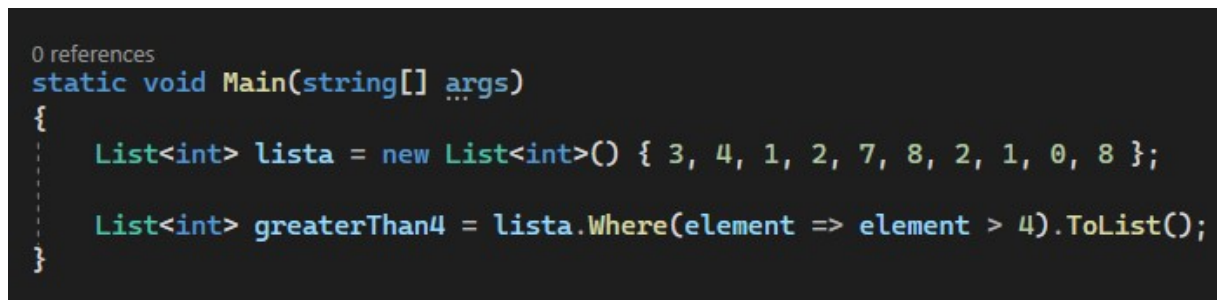 0 references
static void Main(string[] args)
{
List<int> lista = new List<int>() { 3, 4, 1, 2, 7, 8, 2, 1, 0, 8 };
List<int> greaterThan4 = lista.Where(element => element > 4).ToList();
}